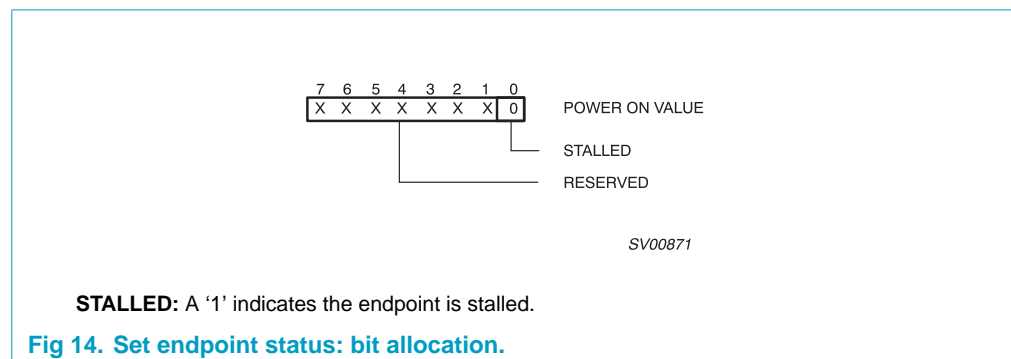 7 6 5 4 3 2 1 0
X X X X X X X 0 POWER ON VALUE
STALLED
RESERVED
SV00871
STALLED: A ‘1’ indicates the endpoint is stalled.
Fig 14. Set endpoint status: bit allocation.